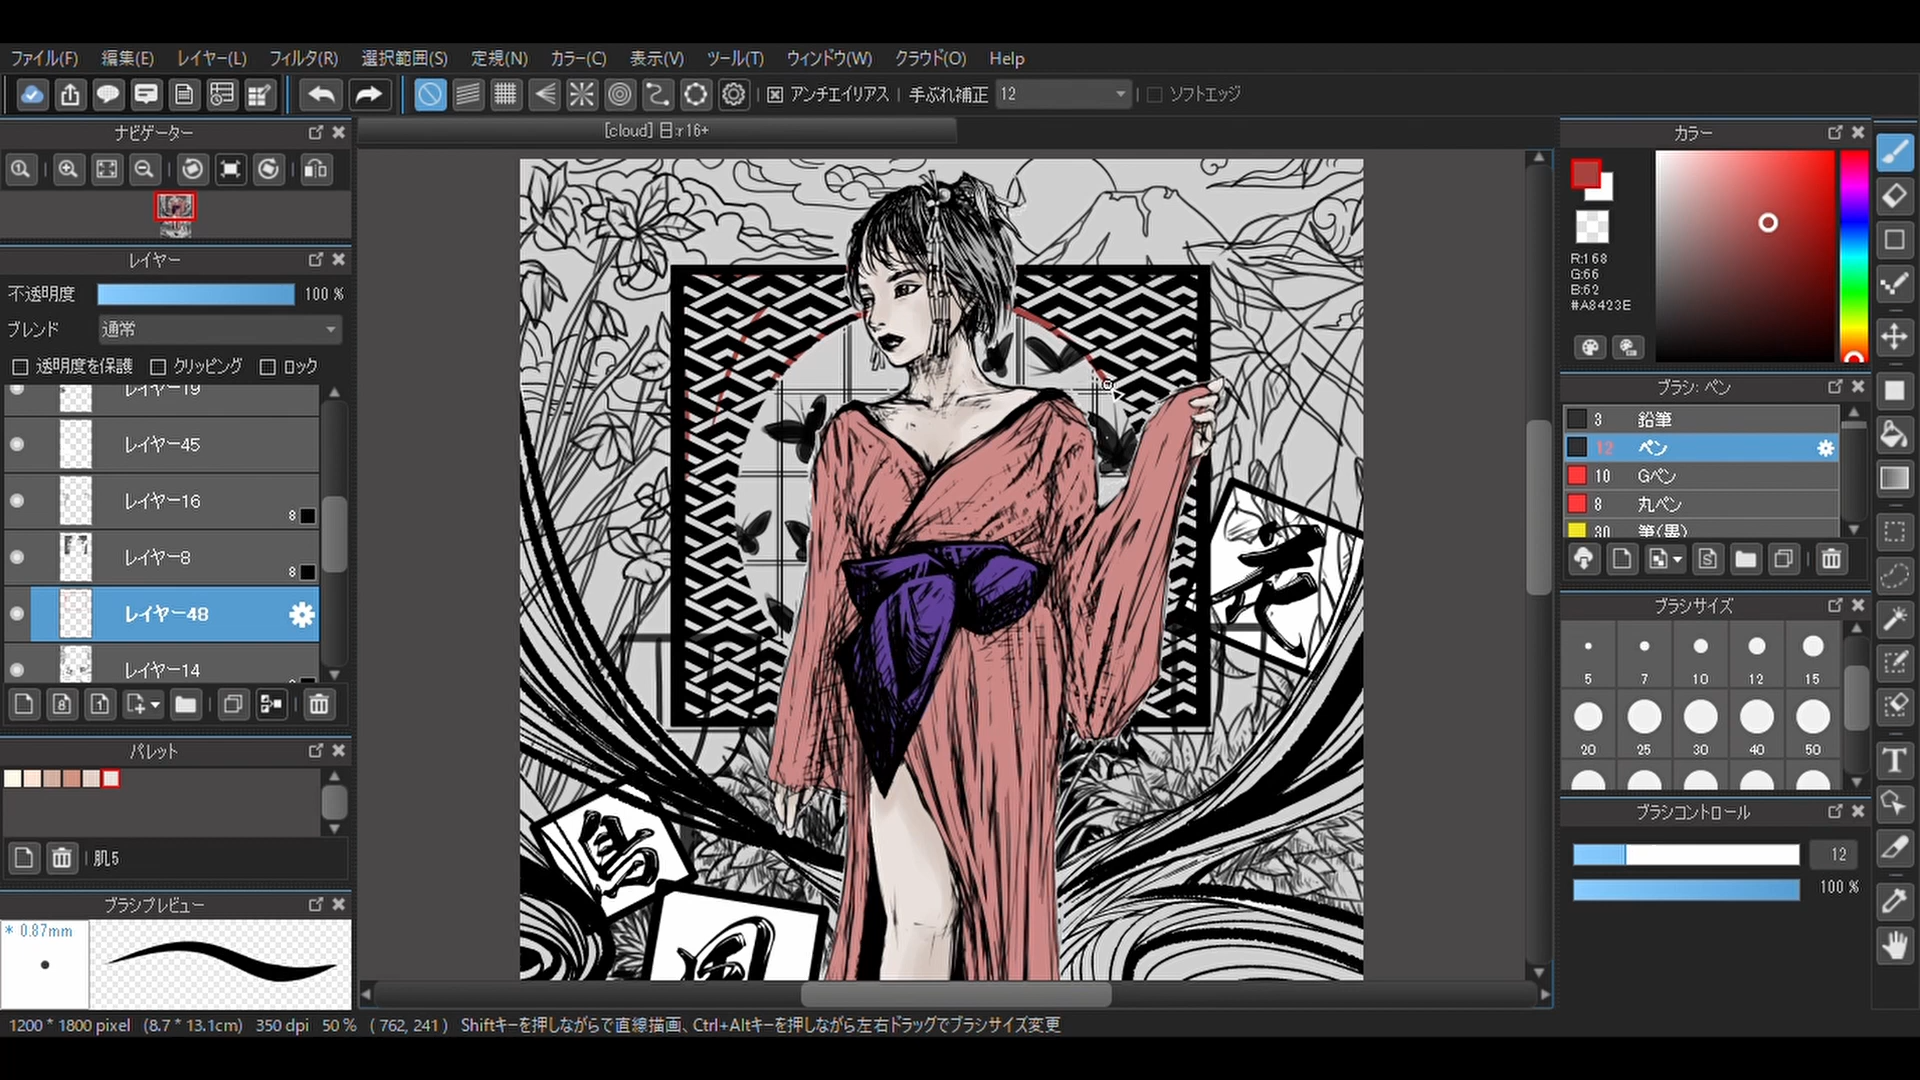 ファイル(F) 編集(E) レイヤー(L) フィルタ(R) 選択範囲(S) 定規(N) カラー(C) 表示(V) ツール(T) ウィンドウ(W) クラウド(O) Help
アンチエイリアス 手ぶれ補正 12 ソフトエッジ
ナビゲーター
[cloud] 日:r16+
レイヤー
不透明度 100 %
ブレンド 通常
透明度を保護 クリッピング ロック
レイヤー19
レイヤー45
レイヤー16
8
レイヤー8
8
レイヤー48
レイヤー14
パレット
肌5
ブラシプレビュー
* 0.87mm
花
鳥
カラー
R:168
G:66
B:62
#A8423E
ブラシ: ペン
3 鉛筆
12 ペン
10 Gペン
8 丸ペン
30 筆(墨)
ブラシサイズ
5 7 10 12 15
20 25 30 40 50
ブラシコントロール
12
100 %
1200 * 1800 pixel (8.7 * 13.1cm) 350 dpi 50 % ( 762, 241 ) Shiftキーを押しながらで直線描画、Ctrl+Altキーを押しながら左右ドラッグでブラシサイズ変更